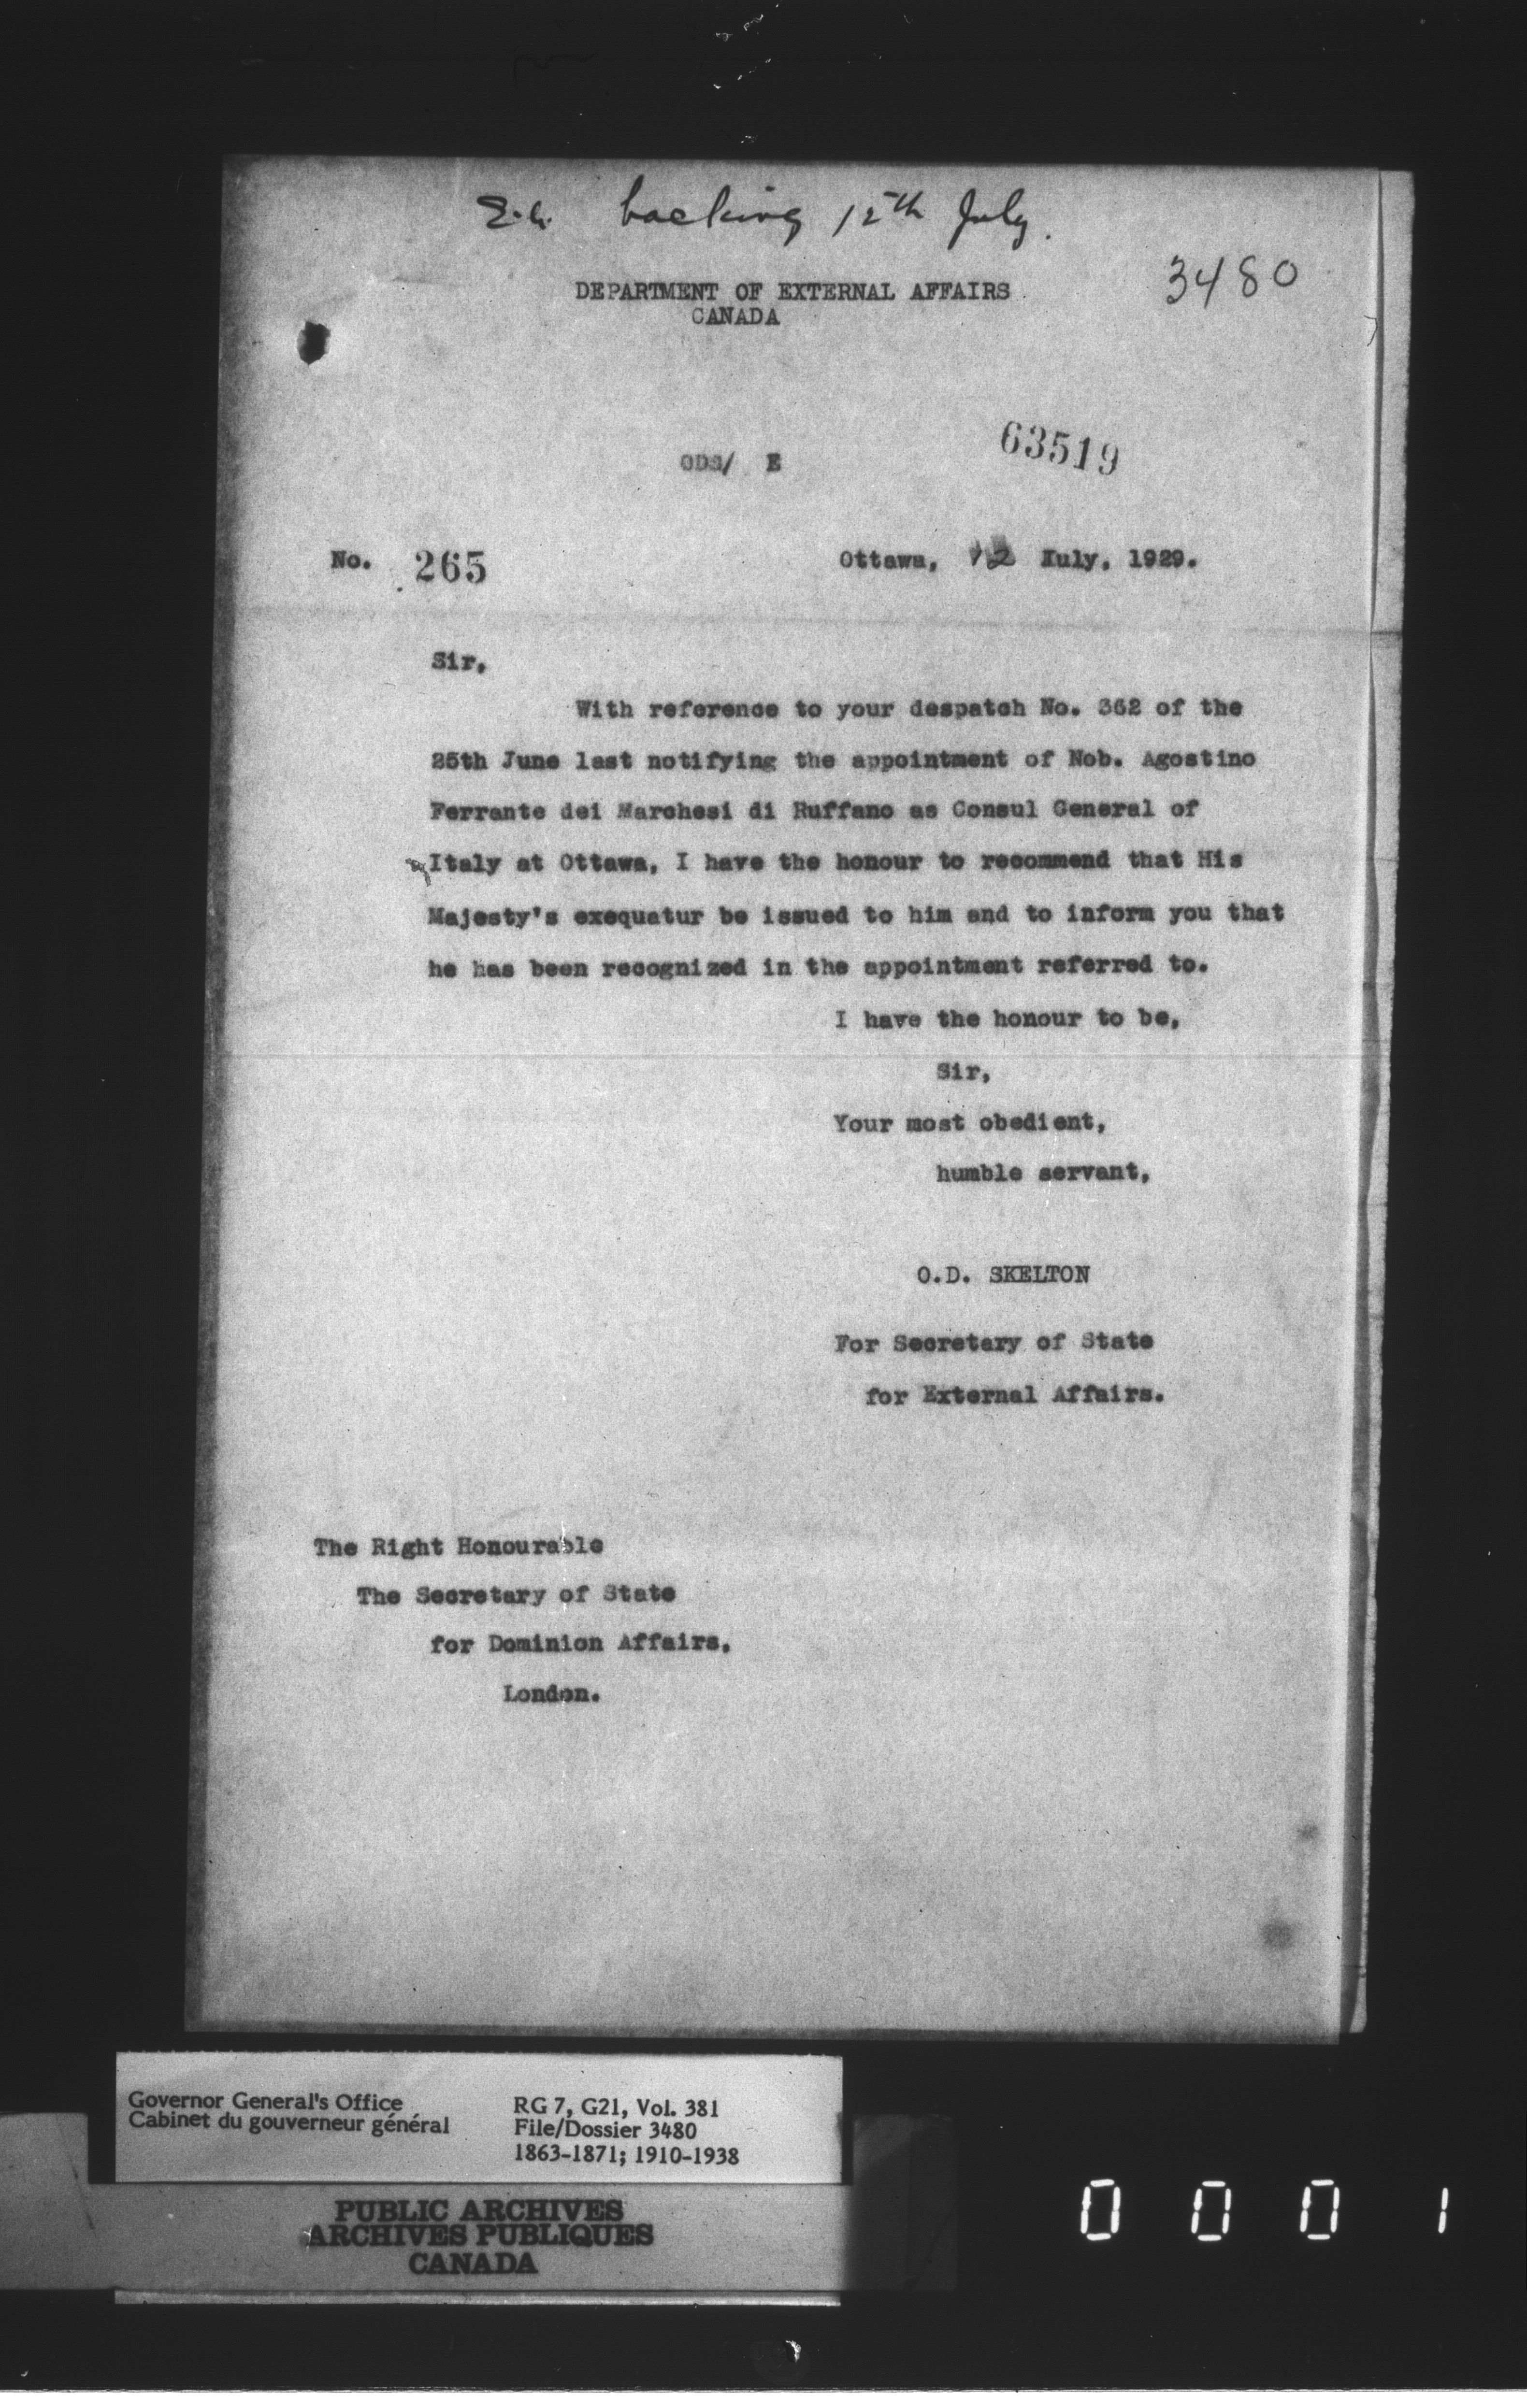 backing 12th July.
3480
DEPARTMENT OF EXTERNAL AFFAIRS
CANADA
63519
ODS/ E
No. 265
Ottawa, 12 July, 1929.
Sir,
With reference to your despatch No. 362 of the
25th June last notifying the appointment of Nob. Agostino
Ferrante dei Marchesi di Ruffano as Consul General of
Italy at Ottawa, I have the honour to recommend that His
Majesty's exequatur be issued to him and to inform you that
he has been recognized in the appointment referred to.
I have the honour to be,
Sir,
Your most obedient,
humble servant,
O.D. SKELTON
For Secretary of State
for External Affairs.
The Right Honourable
The Secretary of State
for Dominion Affairs,
London.
Governor General's Office
Cabinet du gouverneur général
RG 7, G21, Vol. 381
File/Dossier 3480
1863-1871; 1910-1938
PUBLIC ARCHIVES
ARCHIVES PUBLIQUES
CANADA
0001